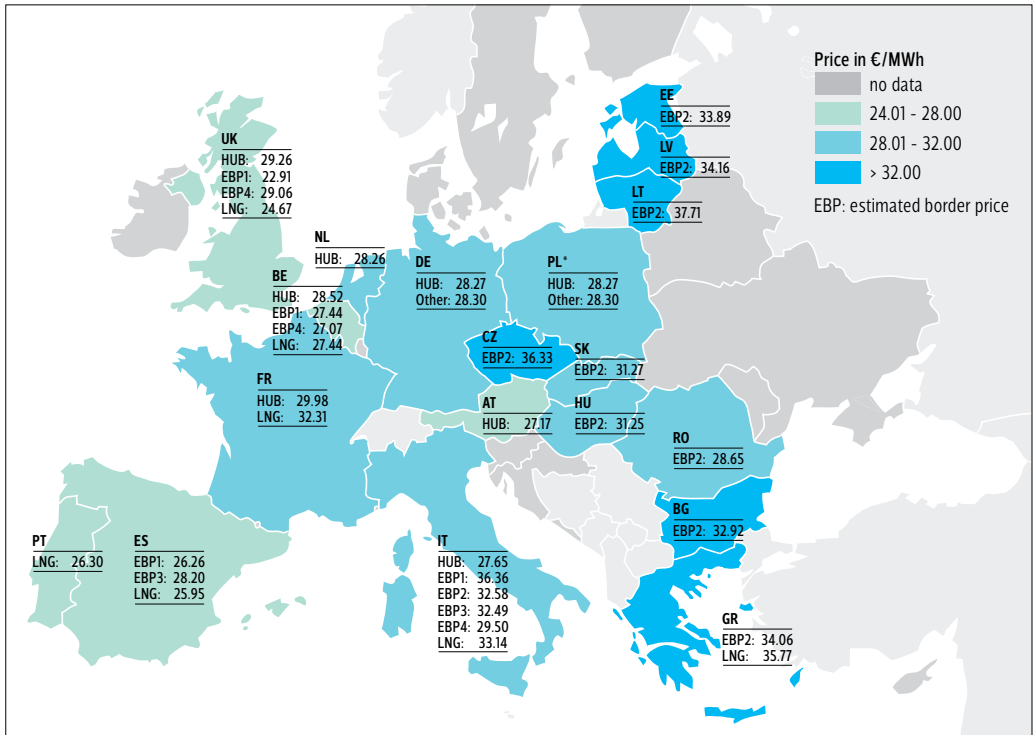 Price in €/MWh
no data
24.01 - 28.00
28.01 - 32.00
> 32.00
EBP: estimated border price
EE
EBP2: 33.89
LV
EBP2: 34.16
LT
EBP2: 37.71
UK
HUB: 29.26
EBP1: 22.91
EBP4: 29.06
LNG: 24.67
NL
HUB: 28.26
BE
HUB: 28.52
EBP1: 27.44
EBP4: 27.07
LNG: 27.44
DE
HUB: 28.27
Other: 28.30
PL*
HUB: 28.27
Other: 28.30
CZ
EBP2: 36.33
SK
EBP2: 31.27
FR
HUB: 29.98
LNG: 32.31
AT
HUB: 27.17
HU
EBP2: 31.25
RO
EBP2: 28.65
BG
EBP2: 32.92
PT
LNG: 26.30
ES
EBP1: 26.26
EBP3: 28.20
LNG: 25.95
IT
HUB: 27.65
EBP1: 36.36
EBP2: 32.58
EBP3: 32.49
EBP4: 29.50
LNG: 33.14
GR
EBP2: 34.06
LNG: 35.77